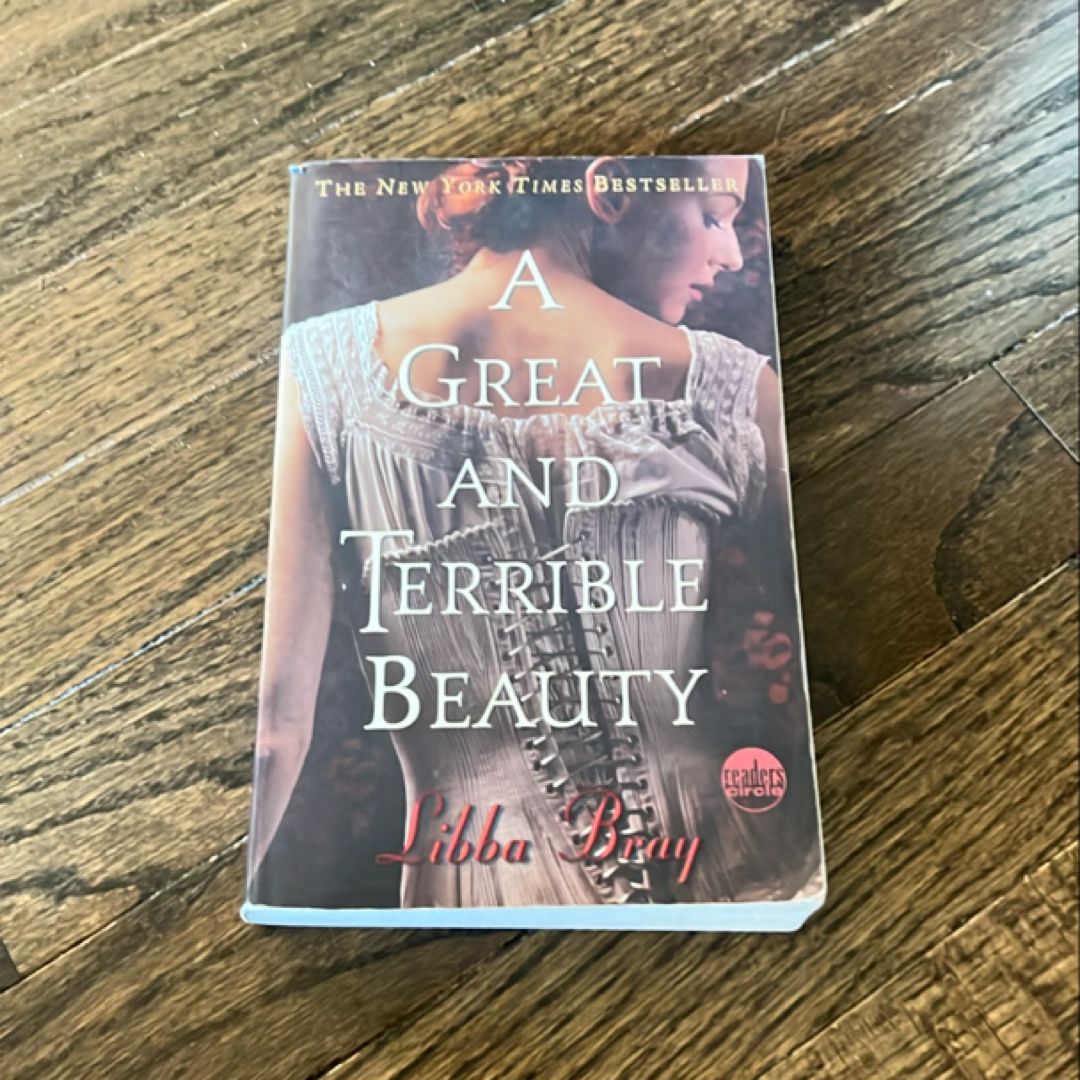 THE NEW YORK TIMES BESTSELLER
A
GREAT
AND
TERRIBLE
BEAUTY
readers
circle
Libba Bray